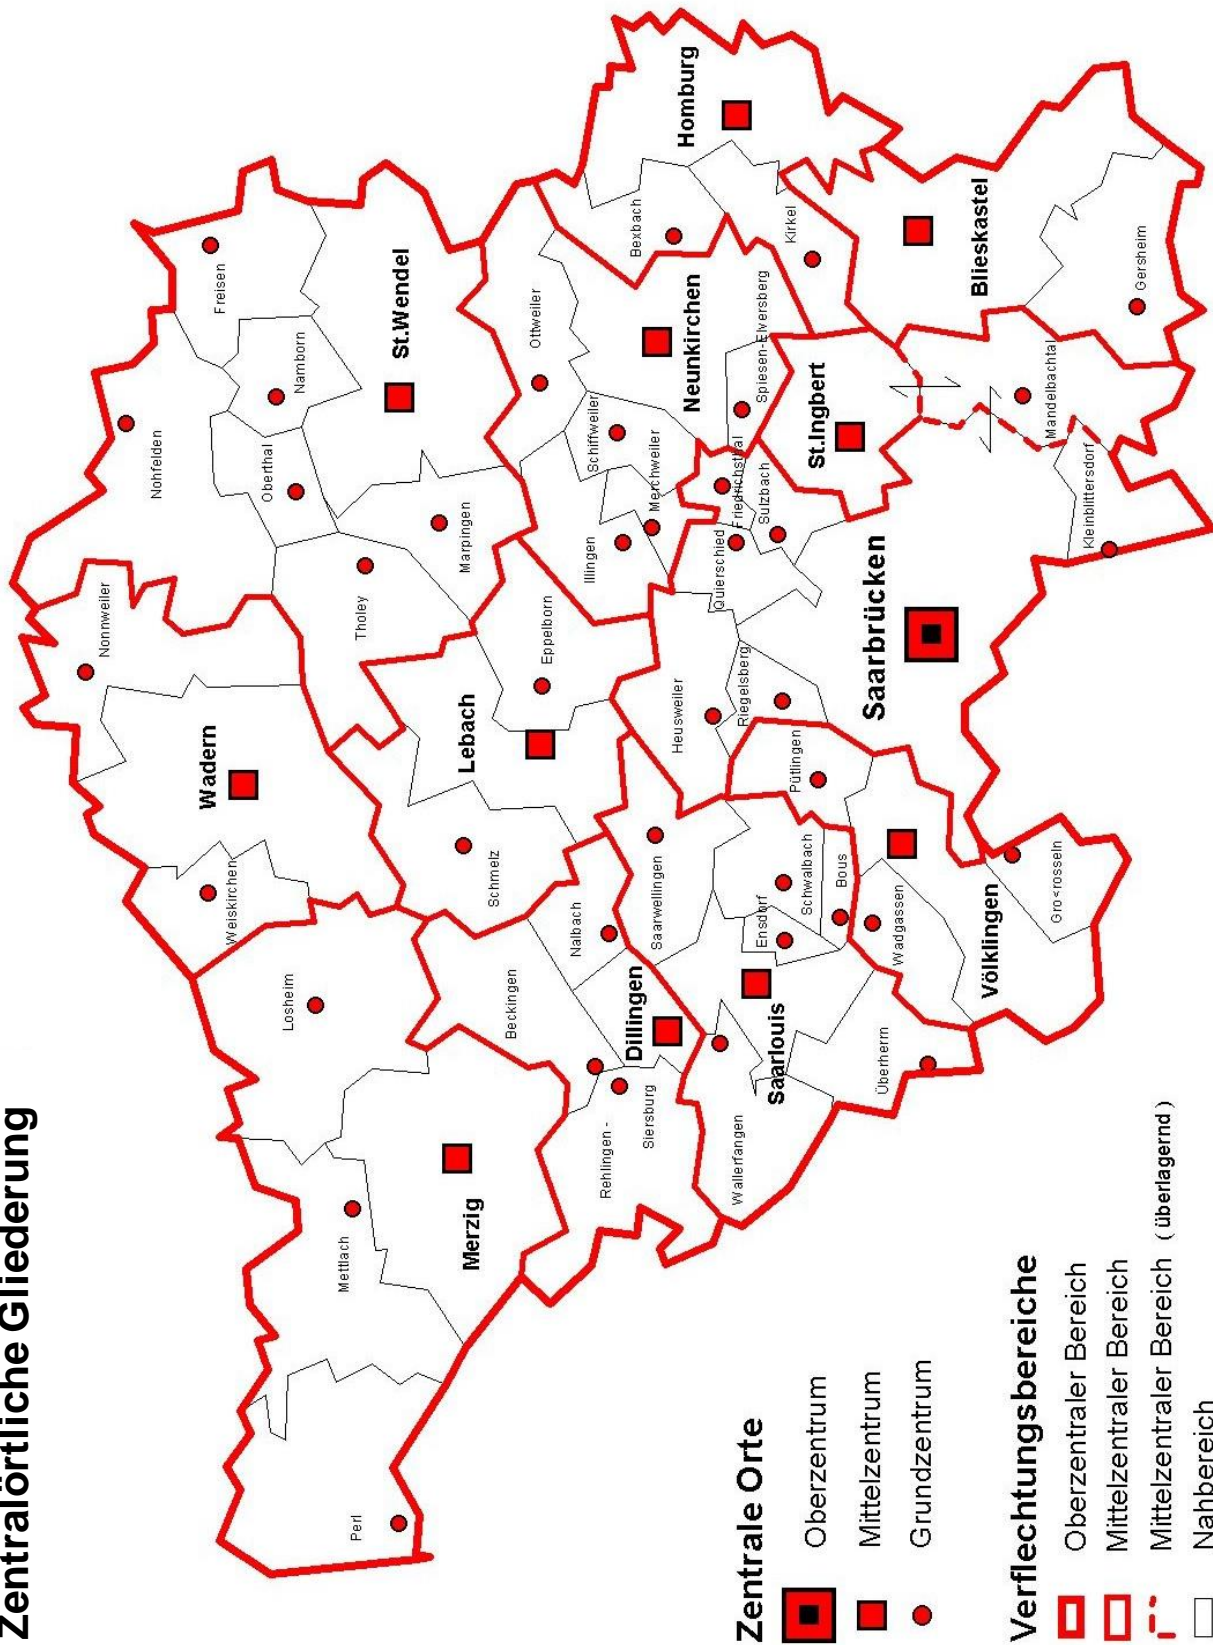 Zentralörtliche Gliederung
Perl
Mettlach
Merzig
Losheim
Weiskirchen
Wadern
Nonnweiler
Nohfelden
Freisen
Namborn
Oberthal
St.Wendel
Tholey
Marpingen
Beckingen
Rehlingen -
Siersburg
Dillingen
Nalbach
Schmelz
Lebach
Eppelborn
Illingen
Merchweiler
Schiffweiler
Ottweiler
Neunkirchen
Spiesen-Elversberg
Bexbach
Homburg
Kirkel
Wallerfangen
Saarlouis
Saarwellingen
Ensdorf
Schwalbach
Bous
Überherrn
Wadgassen
Völklingen
Gro<rosseln
Püttlingen
Heusweiler
Riegelsberg
Quierschied
Friedrichsthal
Sulzbach
Saarbrücken
St.Ingbert
Kleinblittersdorf
Mandelbachtal
Blieskastel
Gersheim
Zentrale Orte
Oberzentrum
Mittelzentrum
Grundzentrum
Verflechtungsbereiche
Oberzentraler Bereich
Mittelzentraler Bereich
Mittelzentraler Bereich ( überlagernd )
Nahbereich